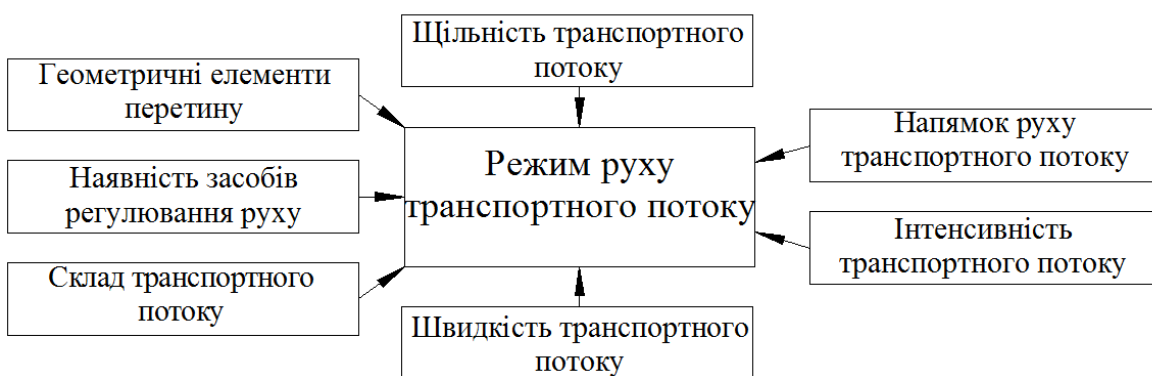 Щільність транспортного
потоку
Геометричні елементи
перетину
Напямок руху
транспортного потоку
Режим руху
транспортного потоку
Наявність засобів
регулювання руху
Інтенсивність
транспортного потоку
Склад транспортного
потоку
Швидкість транспортного
потоку